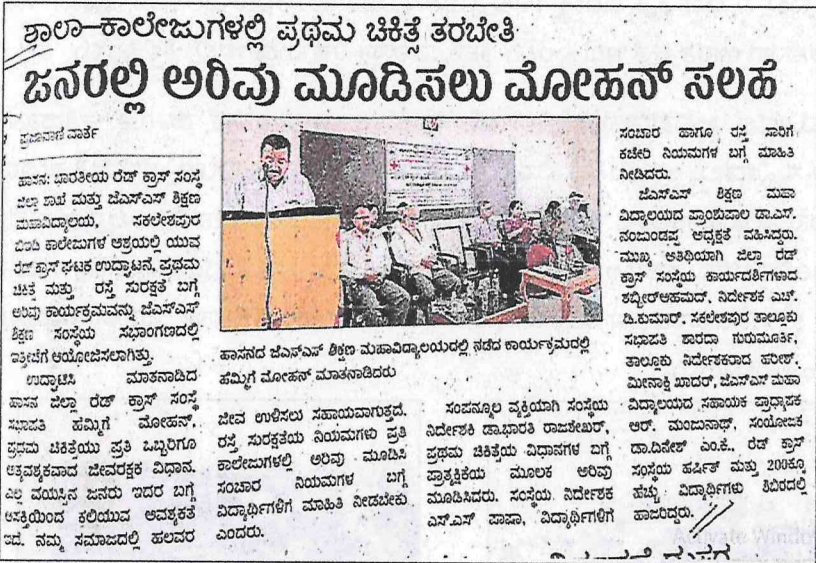 ಶಾಲಾ–ಕಾಲೇಜುಗಳಲ್ಲಿ ಪ್ರಥಮ ಚಿಕಿತ್ಸೆ ತರಬೇತಿ
ಜನರಲ್ಲಿ ಅರಿವು ಮೂಡಿಸಲು ಮೋಹನ್ ಸಲಹೆ
ಪ್ರಜಾವಾಣಿ ವಾರ್ತೆ
ಹಾಸನ: ಭಾರತೀಯ ರೆಡ್ ಕ್ರಾಸ್ ಸಂಸ್ಥೆ
ಜಿಲ್ಲಾ ಶಾಖೆ ಮತ್ತು ಜೆಎಸ್‌ಎಸ್ ಶಿಕ್ಷಣ
ಮಹಾವಿದ್ಯಾಲಯ, ಸಕಲೇಶಪುರ
ಬಿಇಡಿ ಕಾಲೇಜುಗಳ ಆಶ್ರಯಲ್ಲಿ ಯುವ
ರೆಡ್ ಕ್ರಾಸ್ ಘಟಕ ಉದ್ಘಾಟನೆ, ಪ್ರಥಮ
ಚಿಕಿತ್ಸೆ ಮತ್ತು ರಸ್ತೆ ಸುರಕ್ಷತೆ ಬಗ್ಗೆ
ಅರಿವು ಕಾರ್ಯಕ್ರಮವನ್ನು ಜೆಎಸ್‌ಎಸ್
ಶಿಕ್ಷಣ ಸಂಸ್ಥೆಯ ಸಭಾಂಗಣದಲ್ಲಿ
ಇತ್ತೀಚೆಗೆ ಆಯೋಜಿಸಲಾಗಿತ್ತು.
ಉದ್ಘಾಟಿಸಿ ಮಾತನಾಡಿದ
ಹಾಸನ ಜಿಲ್ಲಾ ರೆಡ್ ಕ್ರಾಸ್ ಸಂಸ್ಥೆ
ಸಭಾಪತಿ ಹೆಮ್ಮಿಗೆ ಮೋಹನ್,
ಪ್ರಥಮ ಚಿಕಿತ್ಸೆಯು ಪ್ರತಿ ಒಬ್ಬರಿಗೂ
ಅತ್ಯವಶ್ಯಕವಾದ ಜೀವರಕ್ಷಕ ವಿಧಾನ.
ಎಲ್ಲ ವಯಸ್ಸಿನ ಜನರು ಇದರ ಬಗ್ಗೆ
ಆಸಕ್ತಿಯಿಂದ ಕಲಿಯುವ ಅವಶ್ಯಕತೆ
ಇದೆ. ನಮ್ಮ ಸಮಾಜದಲ್ಲಿ ಹಲವರ
ಹಾಸನದ ಜೆಎಸ್‌ಎಸ್ ಶಿಕ್ಷಣ ಮಹಾವಿದ್ಯಾಲಯದಲ್ಲಿ ನಡೆದ ಕಾರ್ಯಕ್ರಮದಲ್ಲಿ
ಹೆಮ್ಮಿಗೆ ಮೋಹನ್ ಮಾತನಾಡಿದರು
ಜೀವ ಉಳಿಸಲು ಸಹಾಯವಾಗುತ್ತದೆ.
ರಸ್ತೆ ಸುರಕ್ಷತೆಯ ನಿಯಮಗಳು ಪ್ರತಿ
ಕಾಲೇಜುಗಳಲ್ಲಿ ಅರಿವು ಮೂಡಿಸಿ
ಸಂಚಾರ ನಿಯಮಗಳ ಬಗ್ಗೆ
ವಿದ್ಯಾರ್ಥಿಗಳಿಗೆ ಮಾಹಿತಿ ನೀಡಬೇಕು
ಎಂದರು.
ಸಂಪನ್ಮೂಲ ವ್ಯಕ್ತಿಯಾಗಿ ಸಂಸ್ಥೆಯ
ನಿರ್ದೇಶಕಿ ಡಾ.ಭಾರತಿ ರಾಜಶೇಖರ್,
ಪ್ರಥಮ ಚಿಕಿತ್ಸೆಯ ವಿಧಾನಗಳ ಬಗ್ಗೆ
ಪ್ರಾತ್ಯಕ್ಷಿಕೆಯ ಮೂಲಕ ಅರಿವು
ಮೂಡಿಸಿದರು. ಸಂಸ್ಥೆಯ ನಿರ್ದೇಶಕ
ಎಸ್.ಎಸ್ ಪಾಷಾ, ವಿದ್ಯಾರ್ಥಿಗಳಿಗೆ
ಸಂಚಾರ ಹಾಗೂ ರಸ್ತೆ ಸಾರಿಗೆ
ಕಚೇರಿ ನಿಯಮಗಳ ಬಗ್ಗೆ ಮಾಹಿತಿ
ನೀಡಿದರು.
ಜೆಎಸ್‌ಎಸ್ ಶಿಕ್ಷಣ ಮಹಾ
ವಿದ್ಯಾಲಯದ ಪ್ರಾಂಶುಪಾಲ ಡಾ.ಎಸ್.
ನಂಜುಂಡಪ್ಪ ಅಧ್ಯಕ್ಷತೆ ವಹಿಸಿದ್ದರು.
ಮುಖ್ಯ ಅತಿಥಿಯಾಗಿ ಜಿಲ್ಲಾ ರೆಡ್
ಕ್ರಾಸ್ ಸಂಸ್ಥೆಯ ಕಾರ್ಯದರ್ಶಿಗಳಾದ
ಶಬ್ಬೀರ್‌ಅಹಮದ್, ನಿರ್ದೇಶಕ ಎಚ್.
ಡಿ.ಕುಮಾರ್, ಸಕಲೇಶಪುರ ತಾಲ್ಲೂಕು
ಸಭಾಪತಿ ಶಾರದಾ ಗುರುಮೂರ್ತಿ,
ತಾಲ್ಲೂಕು ನಿರ್ದೇಶಕರಾದ ಹರೀಶ್,
ಮೀನಾಕ್ಷಿ ಖಾದರ್, ಜೆಎಸ್‌ಎಸ್ ಮಹಾ
ವಿದ್ಯಾಲಯದ ಸಹಾಯಕ ಪ್ರಾಧ್ಯಾಪಕ
ಆರ್. ಮಂಜುನಾಥ್, ಸಂಯೋಜಕ
ಡಾ.ದಿನೇಶ್ ಎಂ.ಕೆ., ರೆಡ್ ಕ್ರಾಸ್
ಸಂಸ್ಥೆಯ ಹರ್ಷಿತ್ ಮತ್ತು 200ಕ್ಕೂ
ಹೆಚ್ಚು ವಿದ್ಯಾರ್ಥಿಗಳು ಶಿಬಿರದಲ್ಲಿ
ಹಾಜರಿದ್ದರು.
Activate Windo